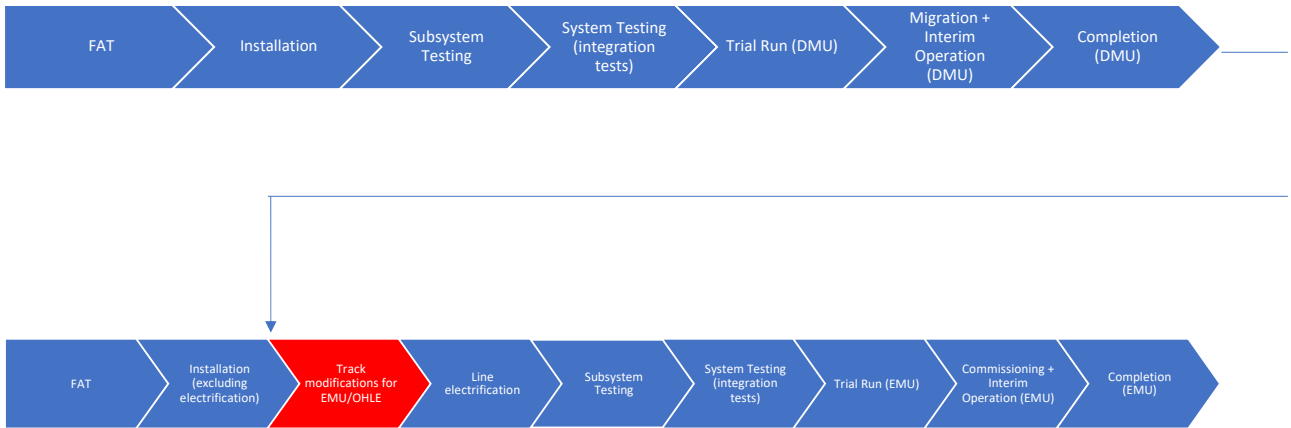 FAT
Installation
Subsystem
Testing
System Testing
(integration
tests)
Trial Run (DMU)
Migration +
Interim
Operation
(DMU)
Completion
(DMU)
FAT
Installation
(excluding
electrification)
Track
modifications for
EMU/OHLE
Line
electrification
Subsystem
Testing
System Testing
(integration
tests)
Trial Run (EMU)
Commissioning +
Interim
Operation (EMU)
Completion
(EMU)